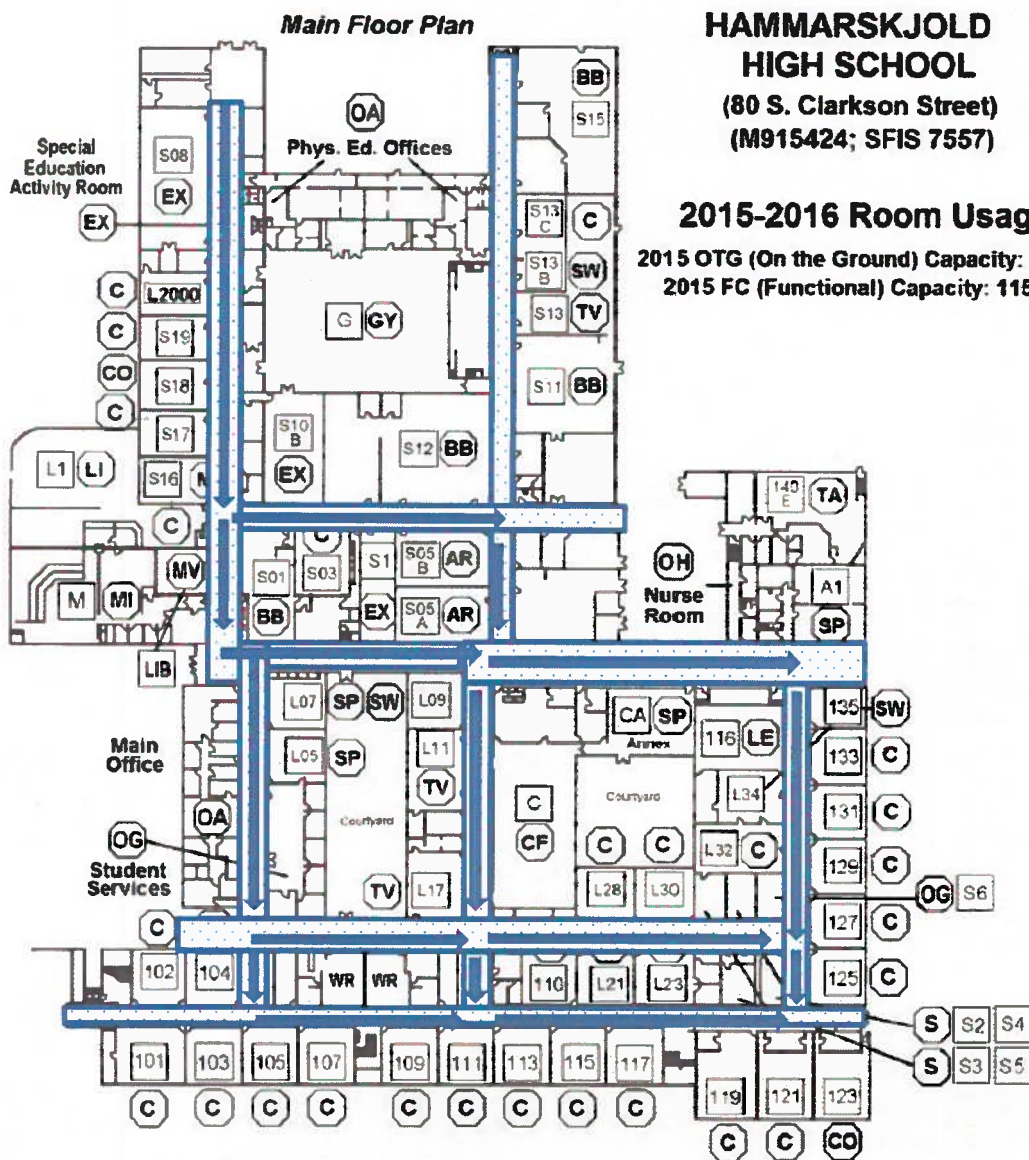 Main Floor Plan
HAMMARSKJOLD
HIGH SCHOOL
(80 S. Clarkson Street)
(M915424; SFIS 7557)
2015-2016 Room Usag
2015 OTG (On the Ground) Capacity:
2015 FC (Functional) Capacity: 115
OA
Phys. Ed. Offices
BB
S15
Special
Education
Activity Room
EX
S08
EX
S13
C
C
S13
B
SW
S13
TV
C
L2000
C
S19
CO
S18
C
S17
G
GY
S11
BB
S10
B
EX
S12
BB
L1
LI
S16
C
140
E
TA
MV
M
MI
LIB
S01
BB
C
S03
S1
EX
S05
B
AR
S05
A
AR
OH
Nurse
Room
A1
SP
L07
SP
SW
L09
CA
SP
Annex
116
LE
135
SW
Main
Office
L05
SP
L11
TV
133
C
Courtyard
Courtyard
L34
131
C
OA
OG
Student
Services
C
CF
C
C
L32
C
129
C
TV
L17
L28
L30
OG
S6
127
C
C
102
104
WR
WR
110
L21
L23
125
C
S
S2
S4
S
S3
S5
101
103
105
107
109
111
113
115
117
119
121
123
C
C
C
C
C
C
C
C
C
C
C
CO